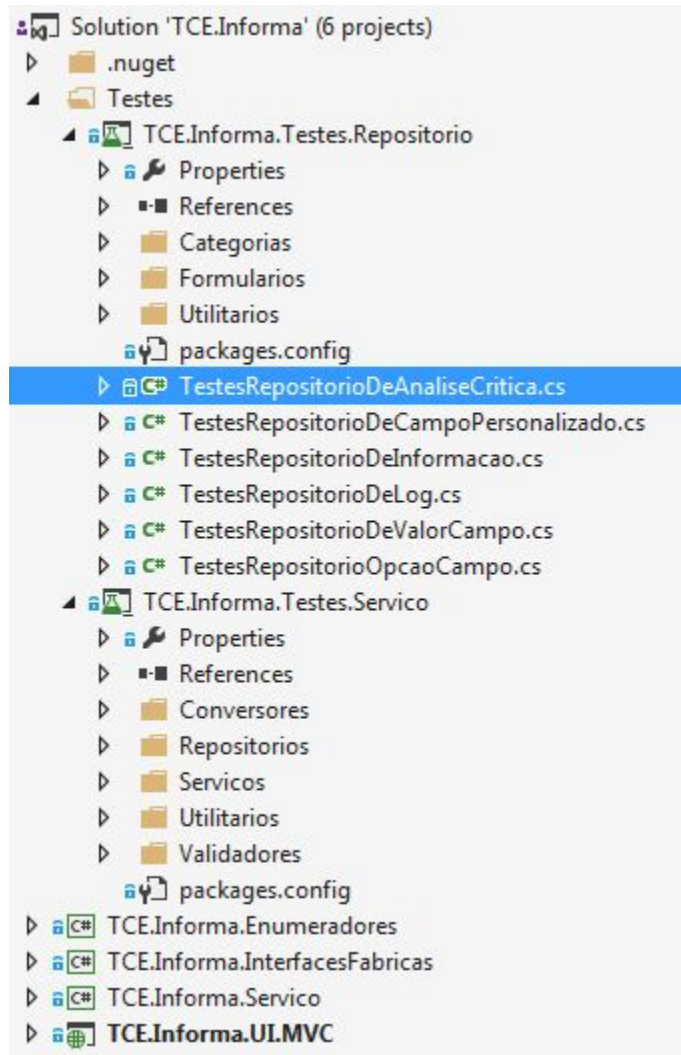 Solution 'TCE.Informa' (6 projects)
.nuget
Testes
TCE.Informa.Testes.Repositorio
Properties
References
Categorias
Formularios
Utilitarios
packages.config
C# TestesRepositorioDeAnaliseCritica.cs
C# TestesRepositorioDeCampoPersonalizado.cs
C# TestesRepositorioDeInformacao.cs
C# TestesRepositorioDeLog.cs
C# TestesRepositorioDeValorCampo.cs
C# TestesRepositorioOpcaoCampo.cs
TCE.Informa.Testes.Servico
Properties
References
Conversores
Repositorios
Servicos
Utilitarios
Validadores
packages.config
C# TCE.Informa.Enumeradores
C# TCE.Informa.InterfacesFabricas
C# TCE.Informa.Servico
TCE.Informa.UI.MVC